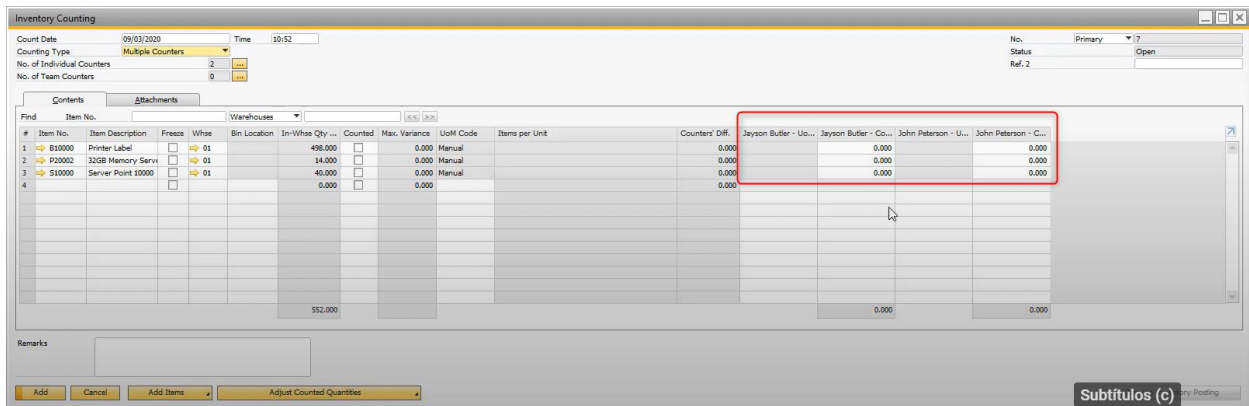 Inventory Counting
Count Date 09/03/2020 Time 10:52 No. Primary 7
Counting Type Multiple Counters Status Open
No. of Individual Counters 2 ... Ref. 2
No. of Team Counters 0 ...
Contents Attachments
Find Item No. Warehouses << >>
# Item No. Item Description Freeze Whse Bin Location In-Whse Qty ... Counted Max. Variance UoM Code Items per Unit Counters' Diff. Jayson Butler - Uo... Jayson Butler - Co... John Peterson - U... John Peterson - C...
1 B10000 Printer Label 01 498.000 0.000 Manual 0.000 0.000 0.000
2 P20002 32GB Memory Serve 01 14.000 0.000 Manual 0.000 0.000 0.000
3 S10000 Server Point 10000 01 40.000 0.000 Manual 0.000 0.000 0.000
4 0.000 0.000 0.000
552.000 0.000 0.000
Remarks
Add Cancel Add Items Adjust Counted Quantities Subtítulos (c) Posting